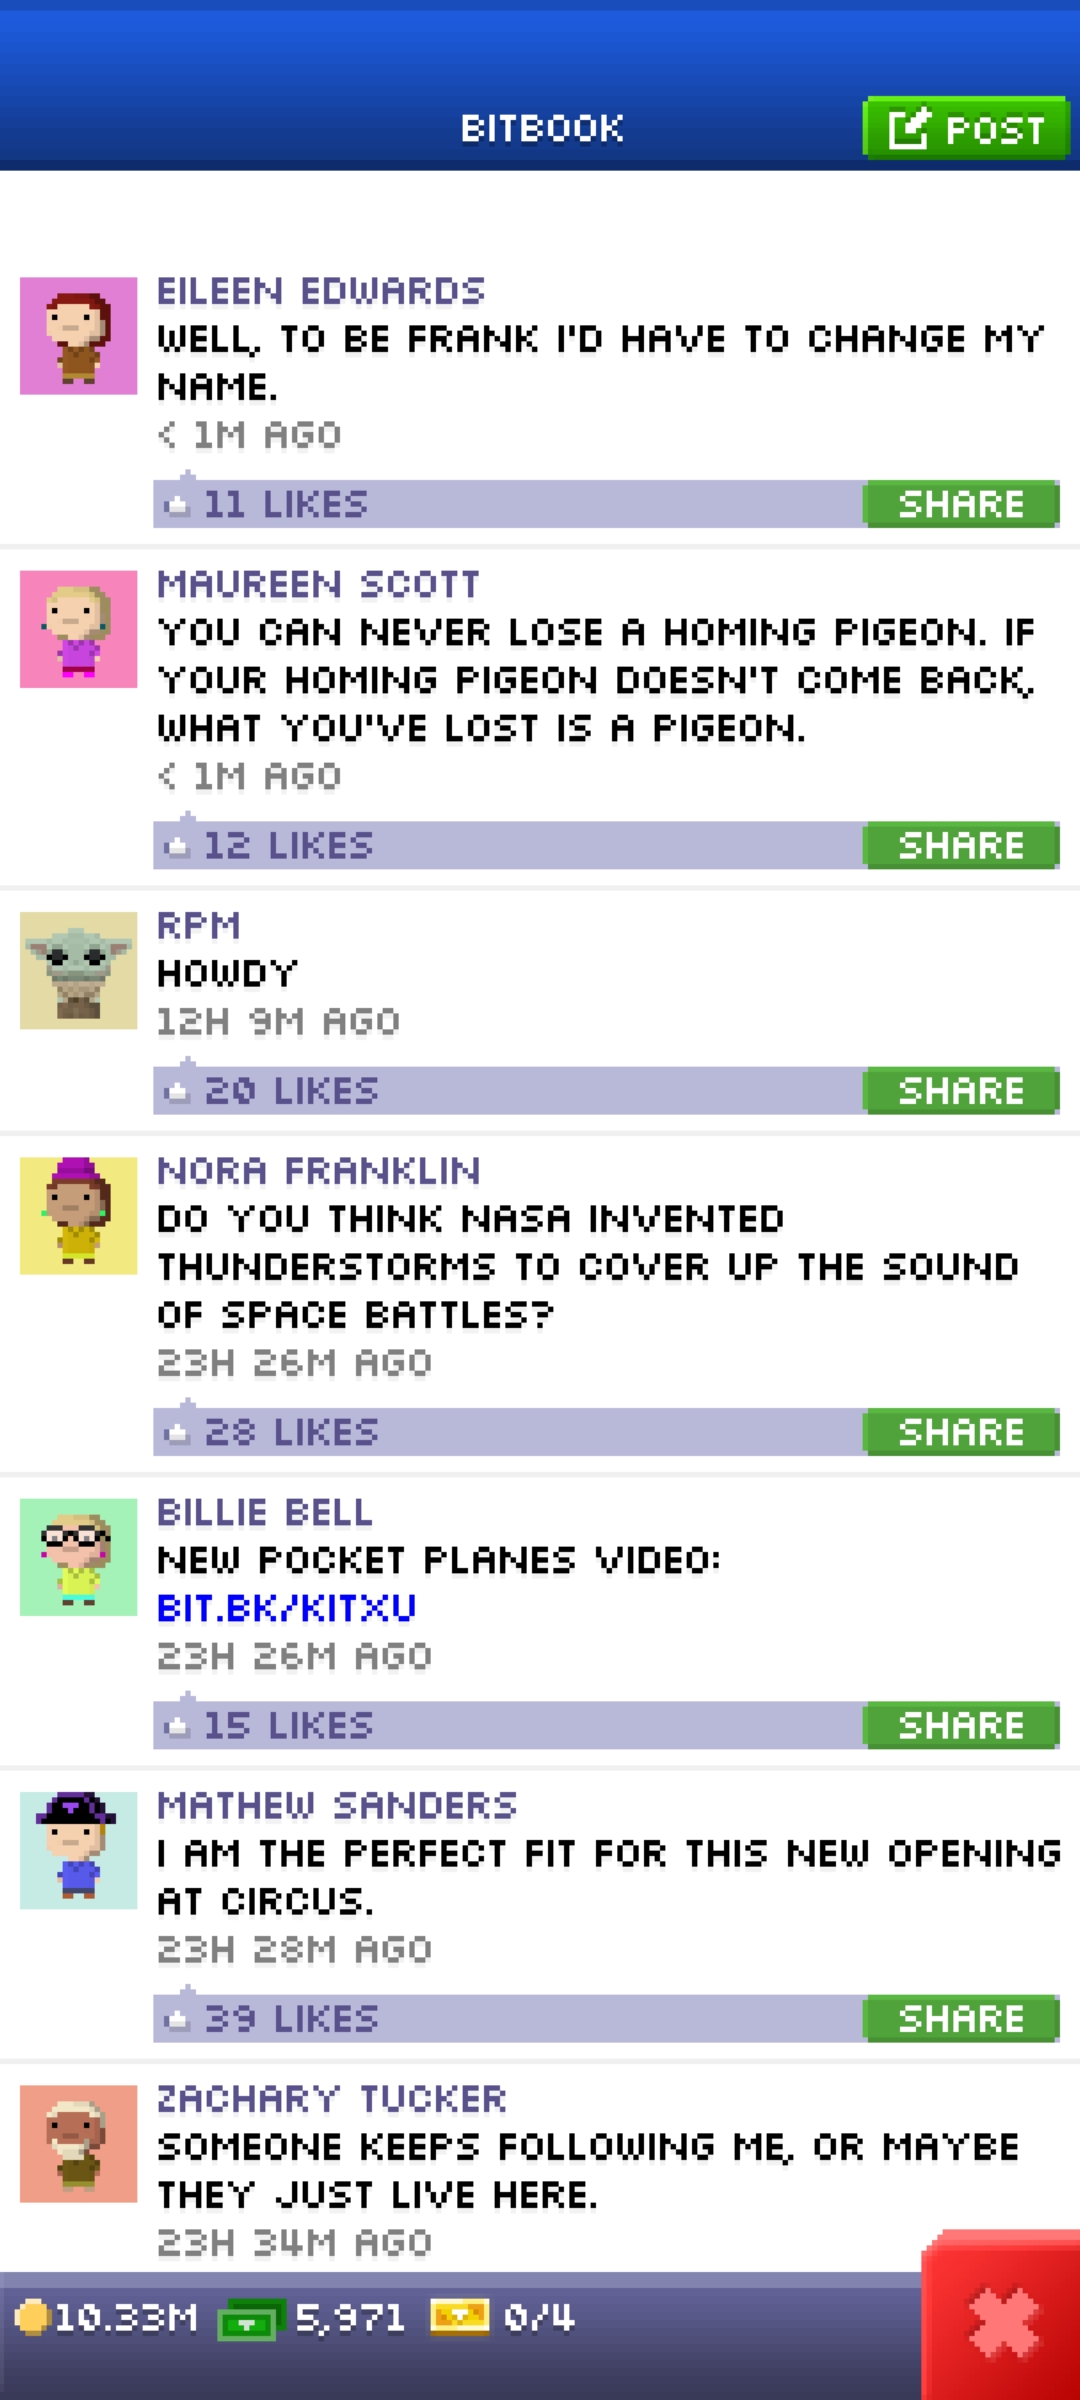 BITBOOK
POST
EILEEN EDWARDS
WELL, TO BE FRANK I'D HAVE TO CHANGE MY
NAME.
< 1M AGO
11 LIKES
SHARE
MAUREEN SCOTT
YOU CAN NEVER LOSE A HOMING PIGEON. IF
YOUR HOMING PIGEON DOESN'T COME BACK,
WHAT YOU'VE LOST IS A PIGEON.
< 1M AGO
12 LIKES
SHARE
RPM
HOWDY
12H 9M AGO
20 LIKES
SHARE
NORA FRANKLIN
DO YOU THINK NASA INVENTED
THUNDERSTORMS TO COVER UP THE SOUND
OF SPACE BATTLES?
23H 26M AGO
28 LIKES
SHARE
BILLIE BELL
NEW POCKET PLANES VIDEO:
BIT.BK/KITXU
23H 26M AGO
15 LIKES
SHARE
MATHEW SANDERS
I AM THE PERFECT FIT FOR THIS NEW OPENING
AT CIRCUS.
23H 28M AGO
39 LIKES
SHARE
ZACHARY TUCKER
SOMEONE KEEPS FOLLOWING ME, OR MAYBE
THEY JUST LIVE HERE.
23H 34M AGO
10.33M 5,971 0/4